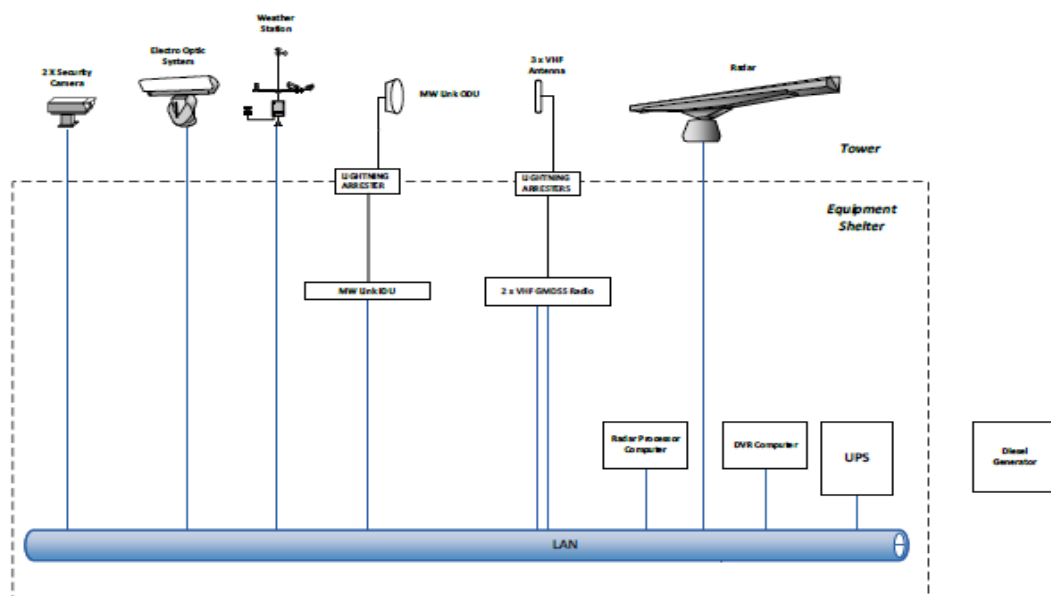 Weather
Station
Electro Optic
System
3 x VHF
Antenna
2 X Security
Camera
Radar
MW Link ODU
Tower
LIGHTNING
ARRESTER
LIGHTNING
ARRESTERS
Equipment
Shelter
MW Link IDU
2 x VHF GMDSS Radio
Radar Processor
Computer
DVR Computer
UPS
Diesel
Generator
LAN